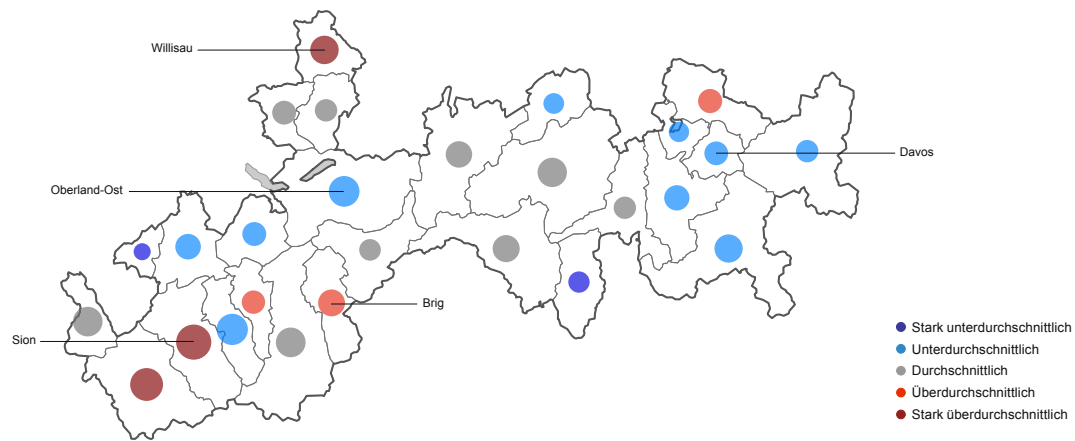 Willisau
Davos
Oberland-Ost
Brig
Sion
Stark unterdurchschnittlich
Unterdurchschnittlich
Durchschnittlich
Überdurchschnittlich
Stark überdurchschnittlich